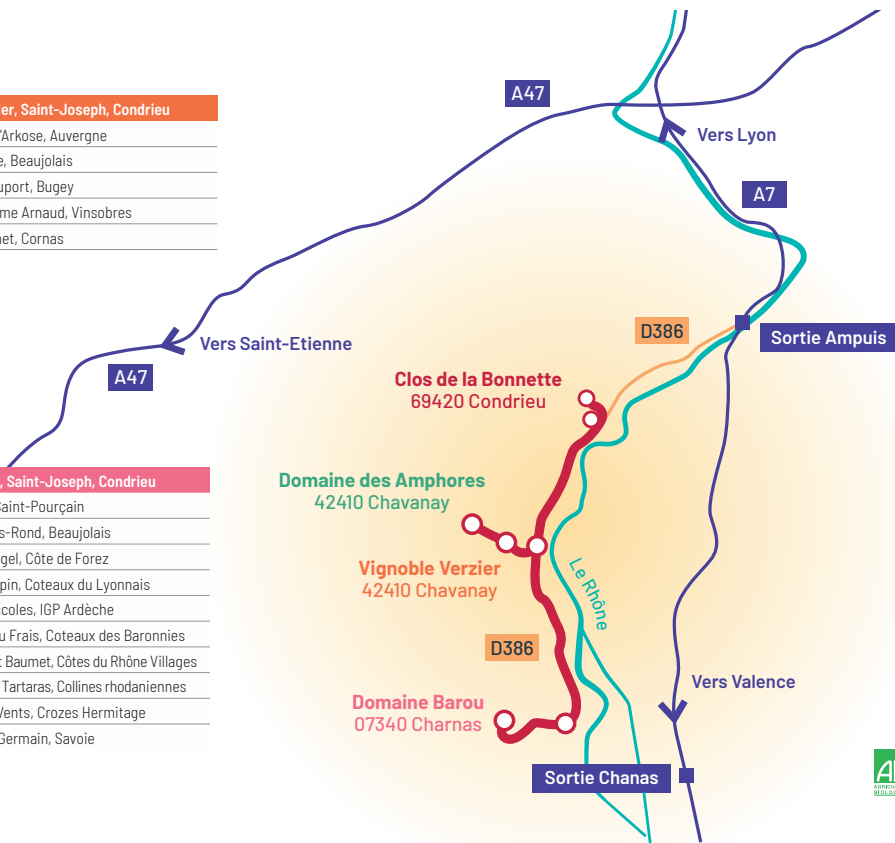 er, Saint-Joseph, Condrieu
'Arkose, Auvergne
e, Beaujolais
uport, Bugey
me Arnaud, Vinsobres
net, Cornas
A47
Vers Lyon
A7
D386
Sortie Ampuis
Vers Saint-Etienne
A47
Clos de la Bonnette
69420 Condrieu
, Saint-Joseph, Condrieu
Saint-Pourçain
s-Rond, Beaujolais
gel, Côte de Forez
pin, Coteaux du Lyonnais
ccoles, IGP Ardèche
u Frais, Coteaux des Baronnies
t Baumet, Côtes du Rhône Villages
Tartaras, Collines rhodaniennes
Vents, Crozes Hermitage
Germain, Savoie
Domaine des Amphores
42410 Chavanay
Vignoble Verzier
42410 Chavanay
Le Rhône
D386
Vers Valence
Domaine Barou
07340 Charnas
Sortie Chanas